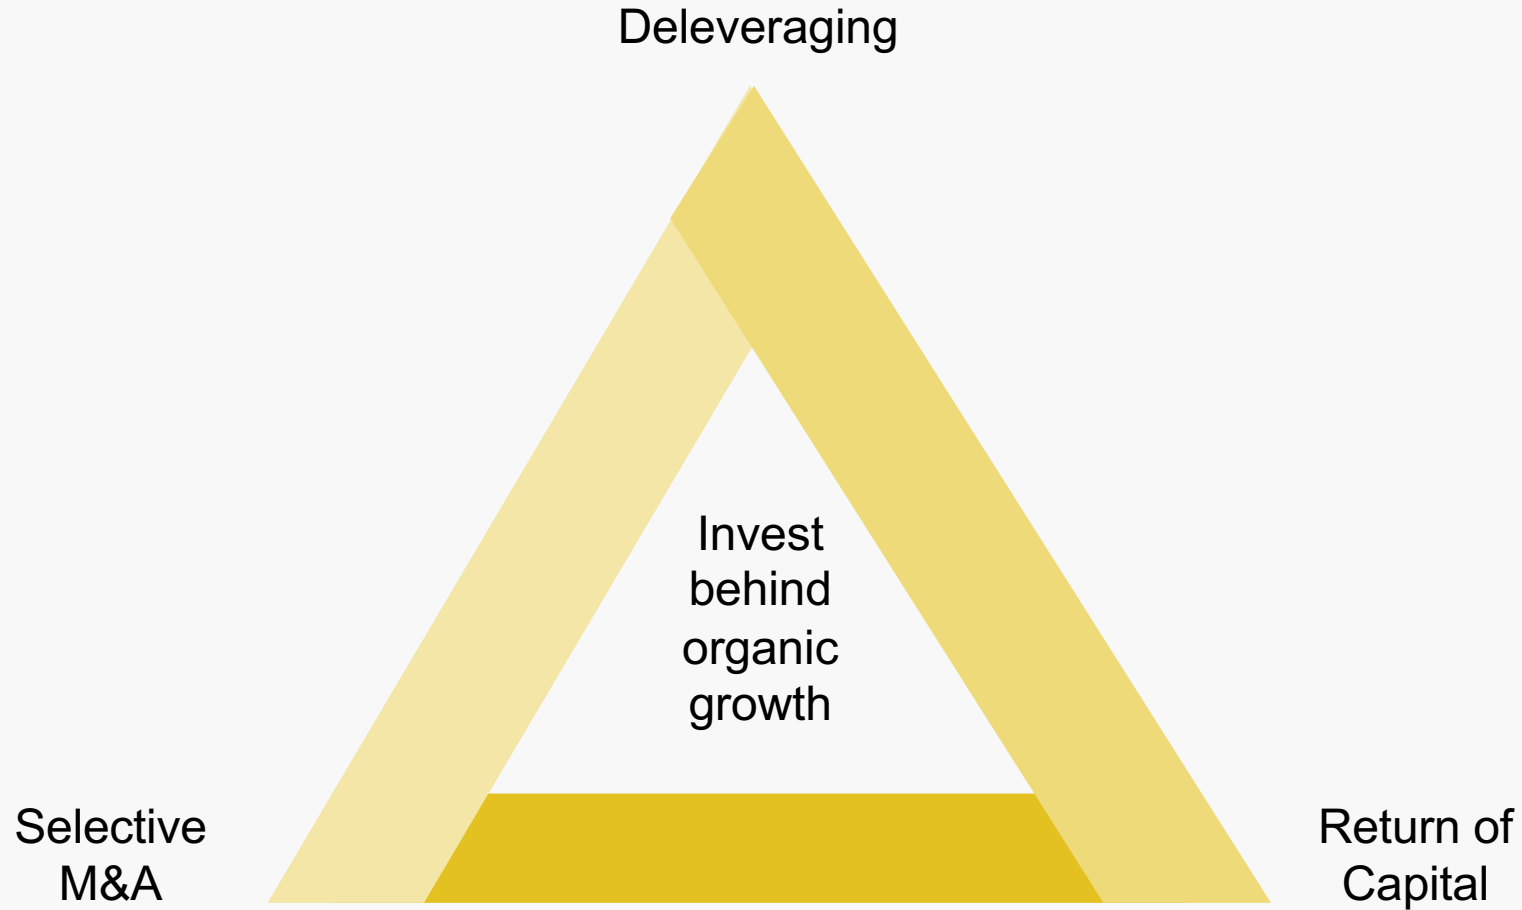 Deleveraging
Invest
behind
organic
growth
Selective
M&A
Return of
Capital